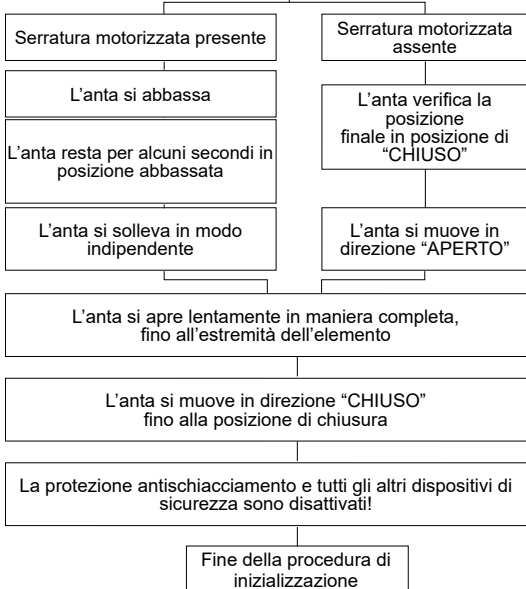 Serratura motorizzata presente
Serratura motorizzata
assente
L’anta si abbassa
L’anta verifica la
posizione
finale in posizione di
“CHIUSO”
L’anta resta per alcuni secondi in
posizione abbassata
L’anta si solleva in modo
indipendente
L’anta si muove in
direzione “APERTO”
L’anta si apre lentamente in maniera completa,
fino all’estremità dell’elemento
L’anta si muove in direzione “CHIUSO”
fino alla posizione di chiusura
La protezione antischiacciamento e tutti gli altri dispositivi di
sicurezza sono disattivati!
Fine della procedura di
inizializzazione